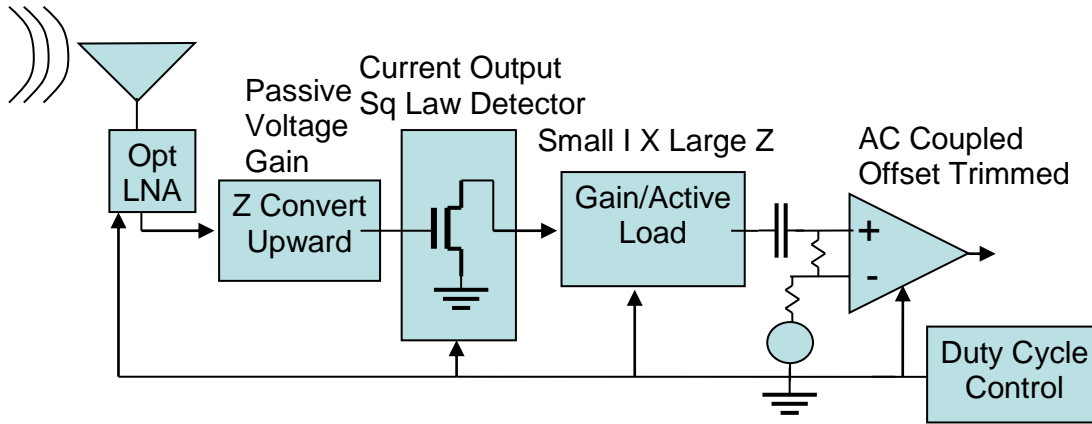 Current Output
Sq Law Detector
Passive
Voltage
Gain
Small I X Large Z
AC Coupled
Offset Trimmed
Opt
LNA
Z Convert
Upward
Gain/Active
Load
+
-
Duty Cycle
Control